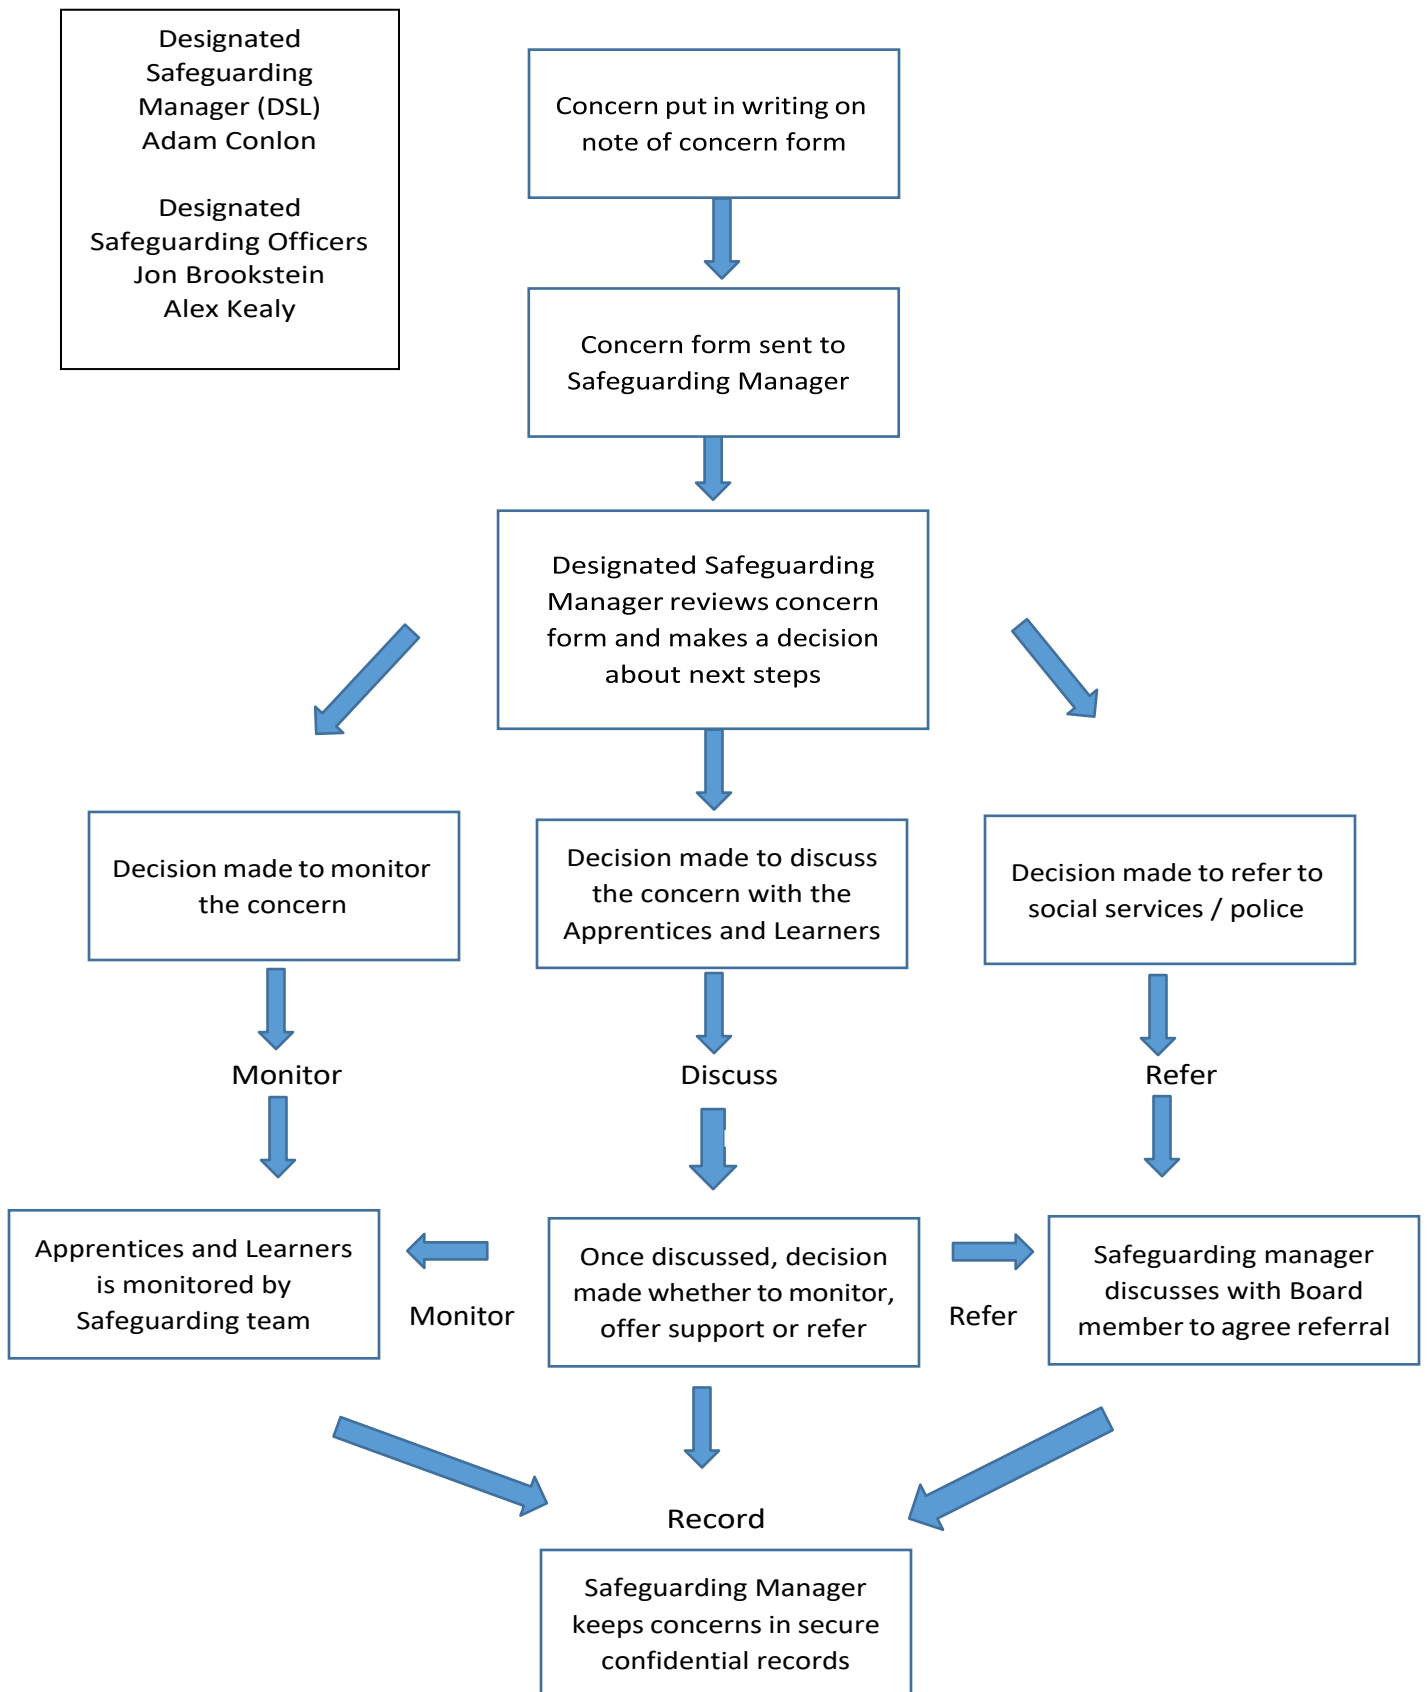 Designated
Safeguarding
Manager (DSL)
Adam Conlon
Designated
Safeguarding Officers
Jon Brookstein
Alex Kealy
Concern put in writing on
note of concern form
Concern form sent to
Safeguarding Manager
Designated Safeguarding
Manager reviews concern
form and makes a decision
about next steps
Decision made to monitor
the concern
Decision made to discuss
the concern with the
Apprentices and Learners
Decision made to refer to
social services / police
Monitor
Discuss
Refer
Apprentices and Learners
is monitored by
Safeguarding team
Monitor
Once discussed, decision
made whether to monitor,
offer support or refer
Refer
Safeguarding manager
discusses with Board
member to agree referral
Record
Safeguarding Manager
keeps concerns in secure
confidential records